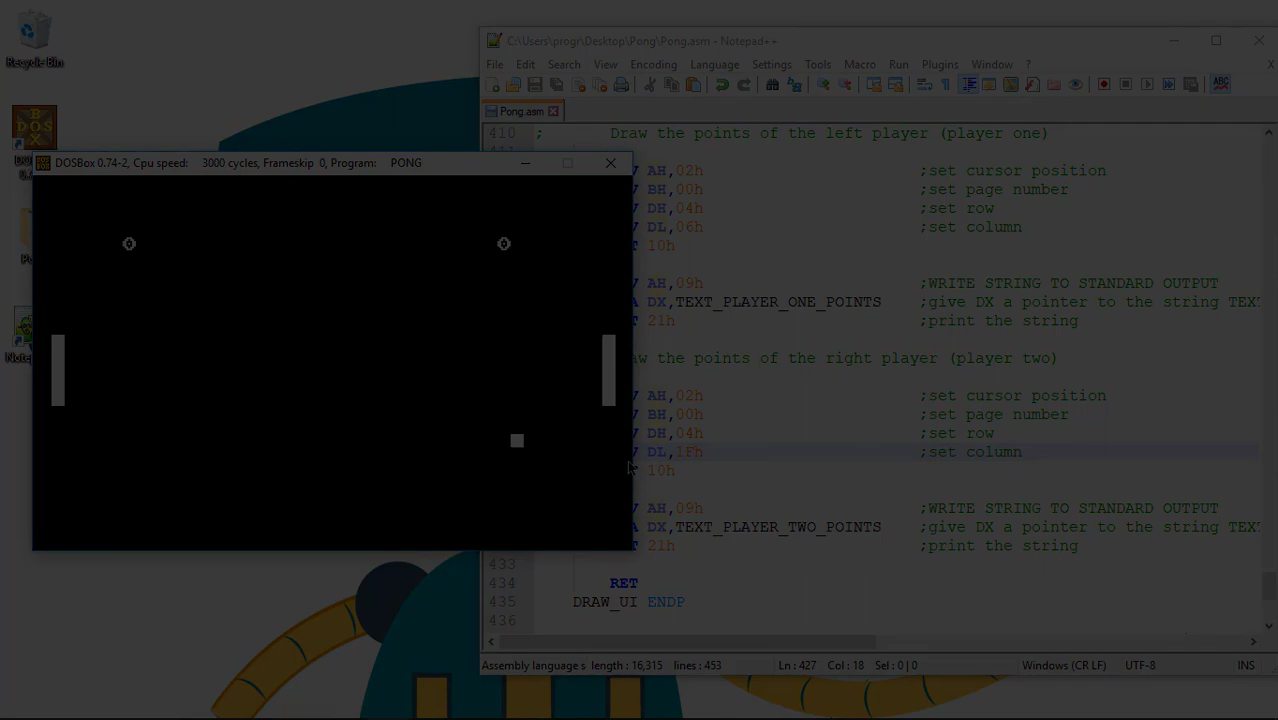 Recycle Bin
C:\Users\progr\Desktop\Pong\Pong.asm - Notepad++
File Edit Search View Encoding Language Settings Tools Macro Run Plugins Window ? X
Pong.asm
DOSBox 0.74-2, Cpu speed: 3000 cycles, Frameskip 0, Program: PONG
0 0
410 ; Draw the points of the left player (player one)
AH,02h ;set cursor position
BH,00h ;set page number
DH,04h ;set row
DL,06h ;set column
10h
AH,09h ;WRITE STRING TO STANDARD OUTPUT
DX,TEXT_PLAYER_ONE_POINTS ;give DX a pointer to the string TEXT
21h ;print the string
aw the points of the right player (player two)
AH,02h ;set cursor position
BH,00h ;set page number
DH,04h ;set row
DL,1Fh ;set column
10h
AH,09h ;WRITE STRING TO STANDARD OUTPUT
DX,TEXT_PLAYER_TWO_POINTS ;give DX a pointer to the string TEXT
21h ;print the string
433
434 RET
435 DRAW_UI ENDP
436
Assembly language s length : 16,315 lines : 453 Ln : 427 Col : 18 Sel : 0 | 0 Windows (CR LF) UTF-8 INS